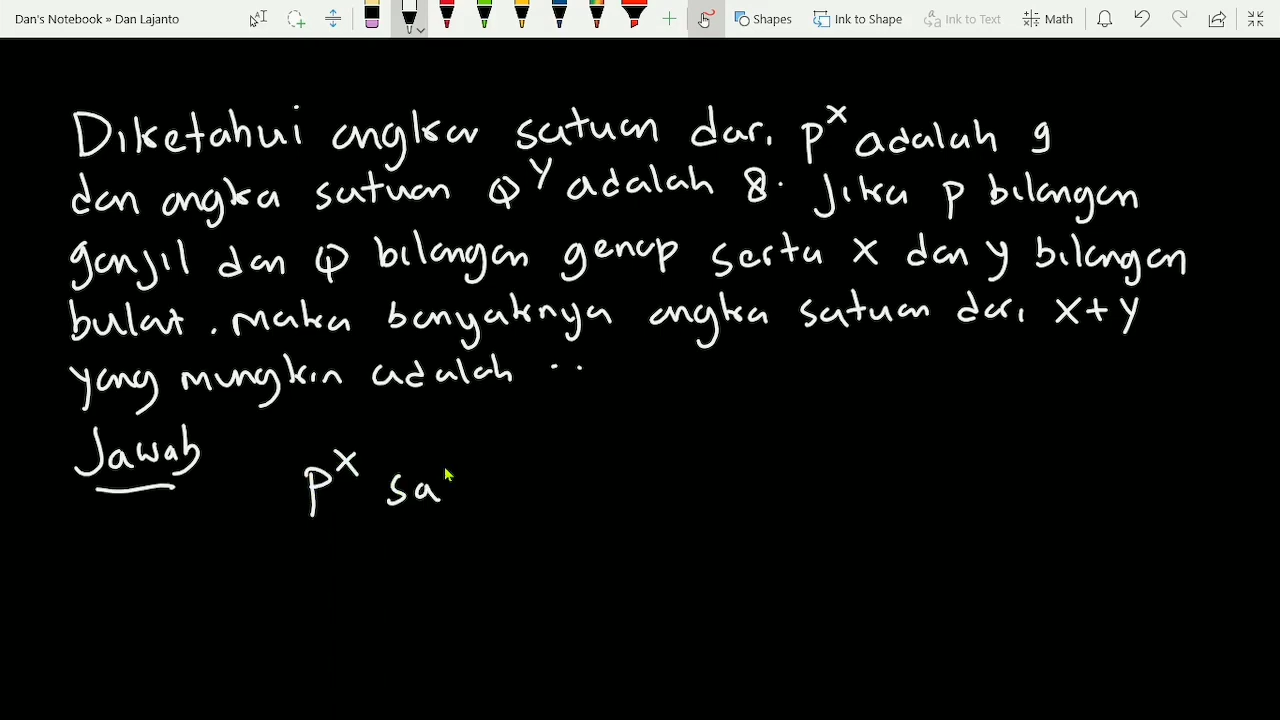 Dan's Notebook » Dan Lajanto
Shapes
Ink to Shape
Ink to Text
Math
Diketahui angka satuan dari p^x adalah 9
dan angka satuan Q^y adalah 8. Jika p bilangan
ganjil dan Q bilangan genap serta x dan y bilangan
bulat. maka banyaknya angka satuan dari x+y
yang mungkin adalah ..
Jawab
p^x sa